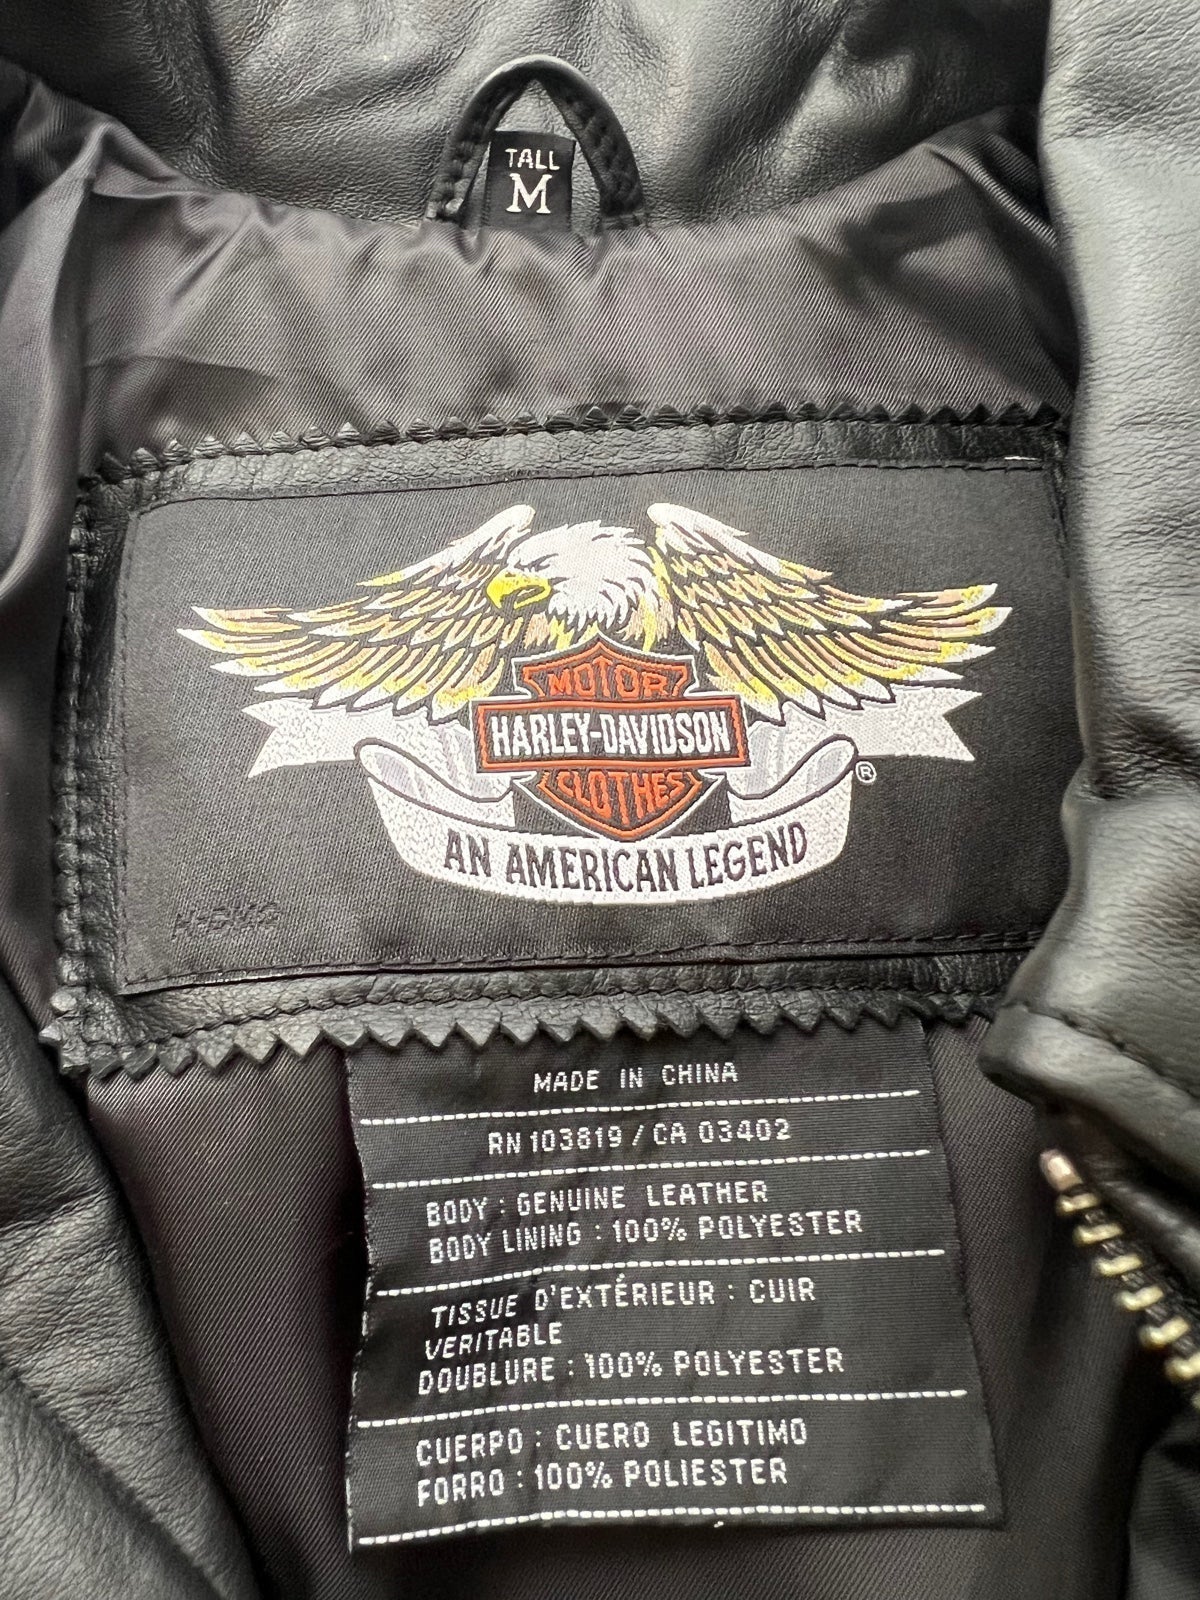 TALL
M
MOTOR
HARLEY-DAVIDSON
CLOTHES
®
AN AMERICAN LEGEND
H-DMC
MADE IN CHINA
RN 103819 / CA 03402
BODY : GENUINE LEATHER
BODY LINING : 100% POLYESTER
TISSUE D'EXTÉRIEUR : CUIR
VERITABLE
DOUBLURE : 100% POLYESTER
CUERPO : CUERO LEGITIMO
FORRO : 100% POLIESTER